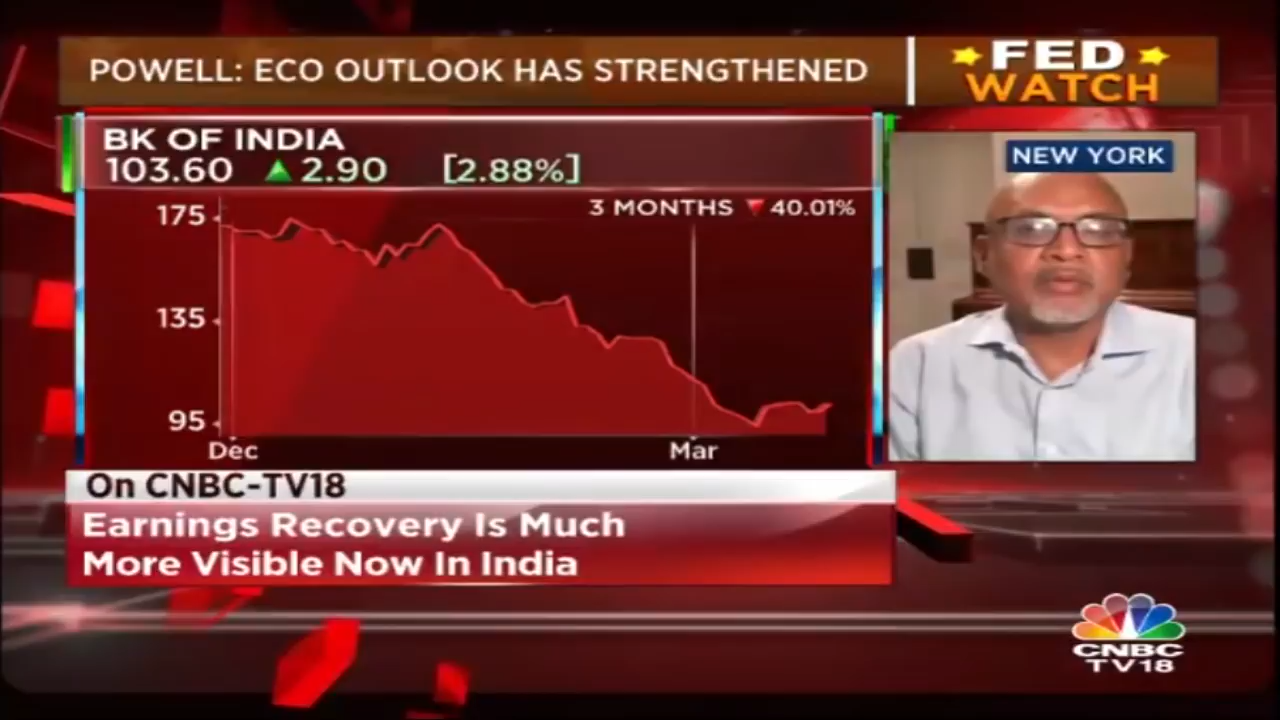 POWELL: ECO OUTLOOK HAS STRENGTHENED
FED
WATCH
BK OF INDIA
103.60 ▲ 2.90 [2.88%]
NEW YORK
3 MONTHS ▼ 40.01%
175
135
95
Dec
Mar
On CNBC-TV18
Earnings Recovery Is Much
More Visible Now In India
CNBC
TV18